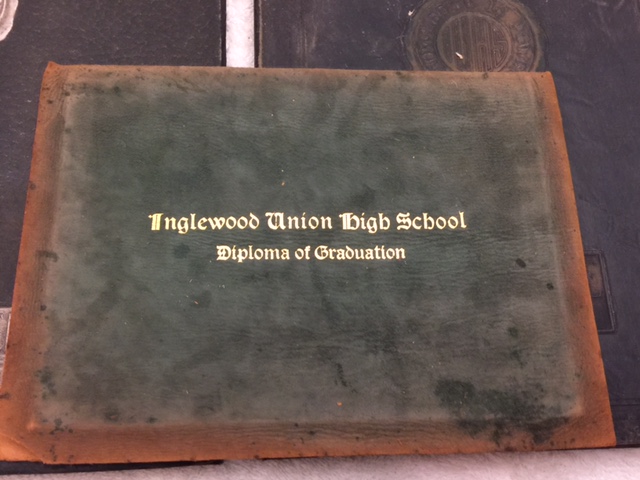 Inglewood Union High School
Diploma of Graduation